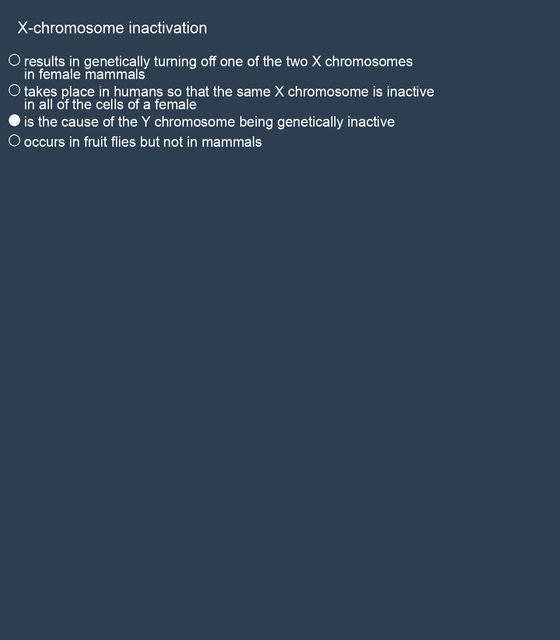 X-chromosome inactivation
results in genetically turning off one of the two X chromosomes
in female mammals
takes place in humans so that the same X chromosome is inactive
in all of the cells of a female
is the cause of the Y chromosome being genetically inactive
occurs in fruit flies but not in mammals